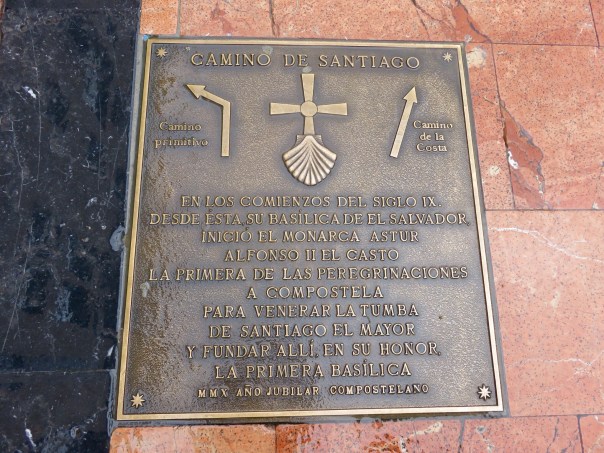 CAMINO DE SANTIAGO
Camino
primitivo
Camino
de la
Costa
EN LOS COMIENZOS DEL SIGLO IX.
DESDE ESTA, SU BASÍLICA DE EL SALVADOR,
INICIÓ EL MONARCA ASTUR
ALFONSO II EL CASTO
LA PRIMERA DE LAS PEREGRINACIONES
A COMPOSTELA
PARA VENERAR LA TUMBA
DE SANTIAGO EL MAYOR
Y FUNDAR ALLÍ, EN SU HONOR,
LA PRIMERA BASÍLICA
MMX AÑO JUBILAR COMPOSTELANO